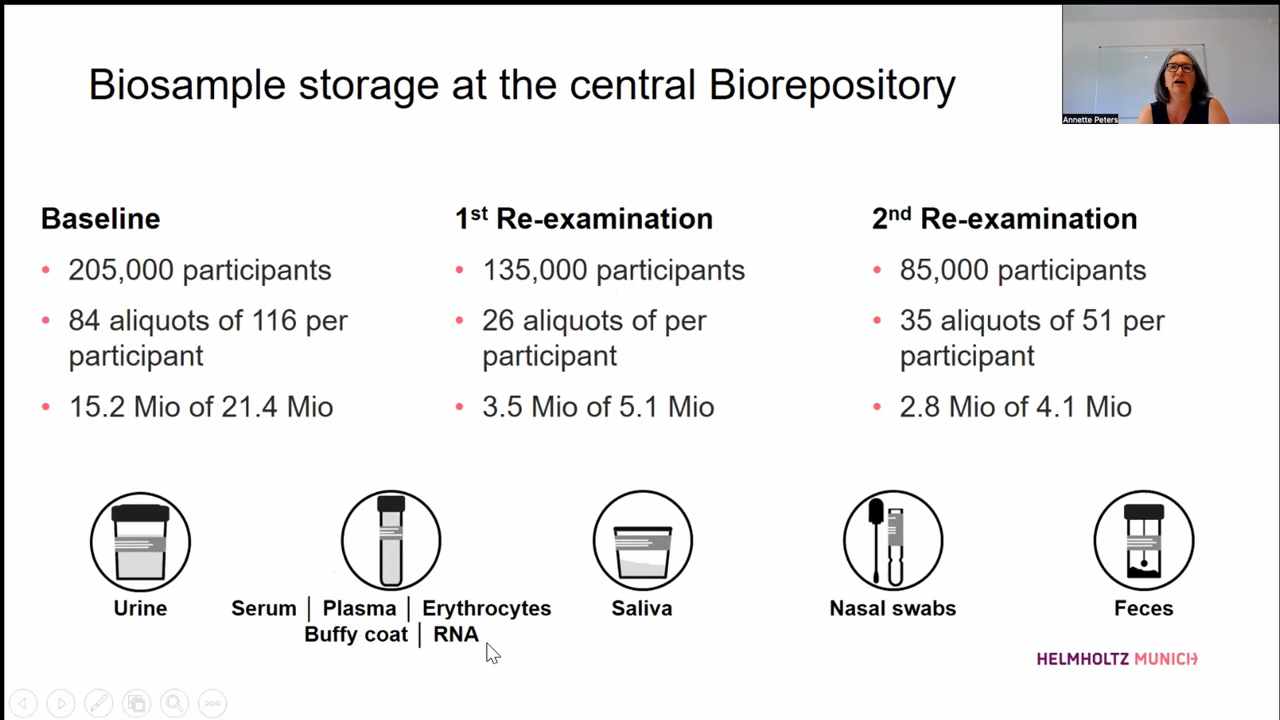 Biosample storage at the central Biorepository
Annette Peters
Baseline
• 205,000 participants
• 84 aliquots of 116 per
participant
• 15.2 Mio of 21.4 Mio
1st Re-examination
• 135,000 participants
• 26 aliquots of per
participant
• 3.5 Mio of 5.1 Mio
2nd Re-examination
• 85,000 participants
• 35 aliquots of 51 per
participant
• 2.8 Mio of 4.1 Mio
Urine
Serum | Plasma | Erythrocytes
Buffy coat | RNA
Saliva
Nasal swabs
Feces
HELMHOLTZ MUNICH